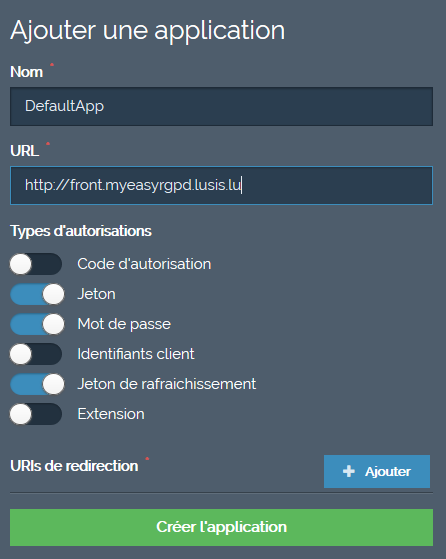 Ajouter une application
Nom *
DefaultApp
URL *
http://front.myeasyrgpd.lusis.lu
Types d'autorisations
Code d'autorisation
Jeton
Mot de passe
Identifiants client
Jeton de rafraichissement
Extension
URIs de redirection *
+ Ajouter
Créer l'application